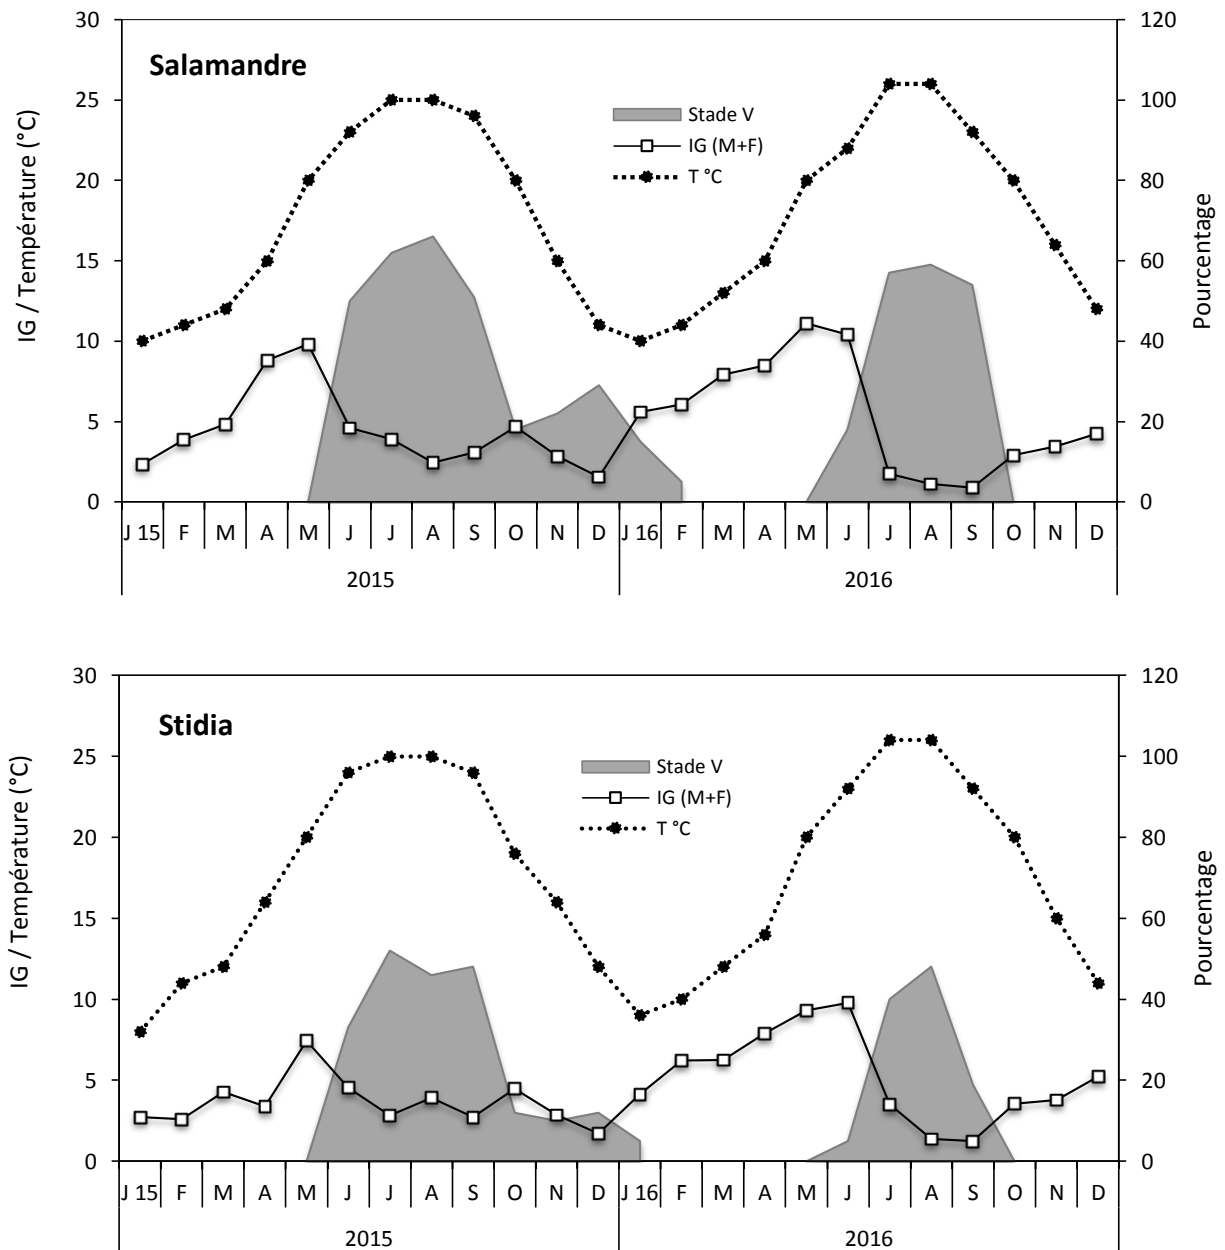 Salamandre
30
25
20
15
10
5
0
IG / Température (°C)
120
100
80
60
40
20
0
Pourcentage
Stade V
IG (M+F)
T °C
J 15 F M A M J J A S O N D J 16 F M A M J J A S O N D
2015 2016
Stidia
30
25
20
15
10
5
0
IG / Température (°C)
120
100
80
60
40
20
0
Pourcentage
Stade V
IG (M+F)
T °C
J 15 F M A M J J A S O N D J 16 F M A M J J A S O N D
2015 2016